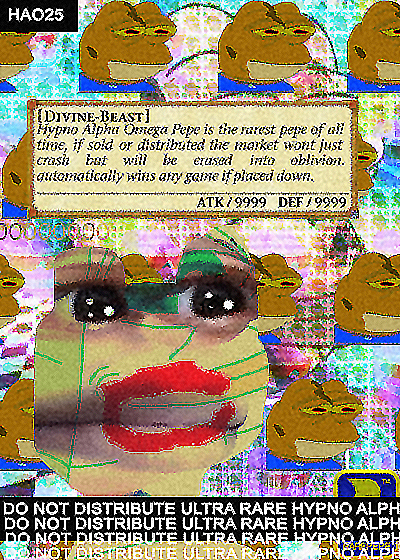 HAO25
[DIVINE-BEAST]
Hypno Alpha Omega Pepe is the rarest pepe of all
time, if sold or distributed the market wont just
crash but will be erased into oblivion.
automatically wins any game if placed down.
ATK / 9999 DEF / 9999
DO NOT DISTRIBUTE ULTRA RARE HYPNO ALPH
DO NOT DISTRIBUTE ULTRA RARE HYPNO ALPH
DO NOT DISTRIBUTE ULTRA RARE HYPNO ALPH